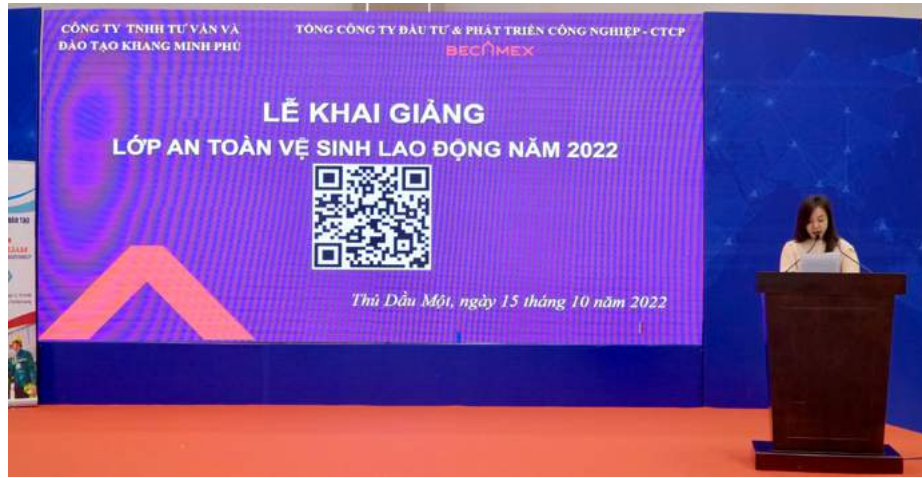 CÔNG TY TNHH TƯ VẤN VÀ
ĐÀO TẠO KHANG MINH PHÚ
TỔNG CÔNG TY ĐẦU TƯ & PHÁT TRIỂN CÔNG NGHIỆP - CTCP
BECAMEX
LỄ KHAI GIẢNG
LỚP AN TOÀN VỆ SINH LAO ĐỘNG NĂM 2022
Thủ Dầu Một, ngày 15 tháng 10 năm 2022